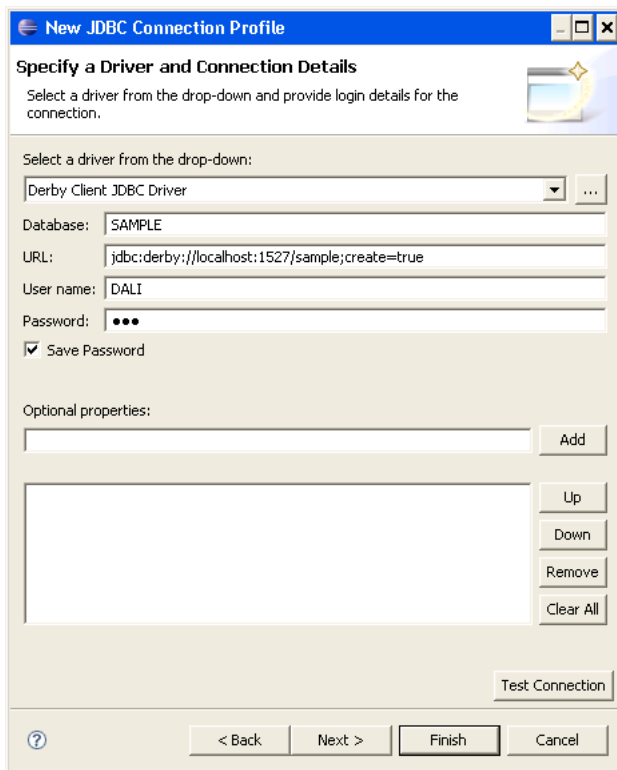 New JDBC Connection Profile
Specify a Driver and Connection Details
Select a driver from the drop-down and provide login details for the
connection.
Select a driver from the drop-down:
Derby Client JDBC Driver
...
Database: SAMPLE
URL: jdbc:derby://localhost:1527/sample;create=true
User name: DALI
Password: ●●●
Save Password
Optional properties:
Add
Up
Down
Remove
Clear All
Test Connection
? < Back Next > Finish Cancel